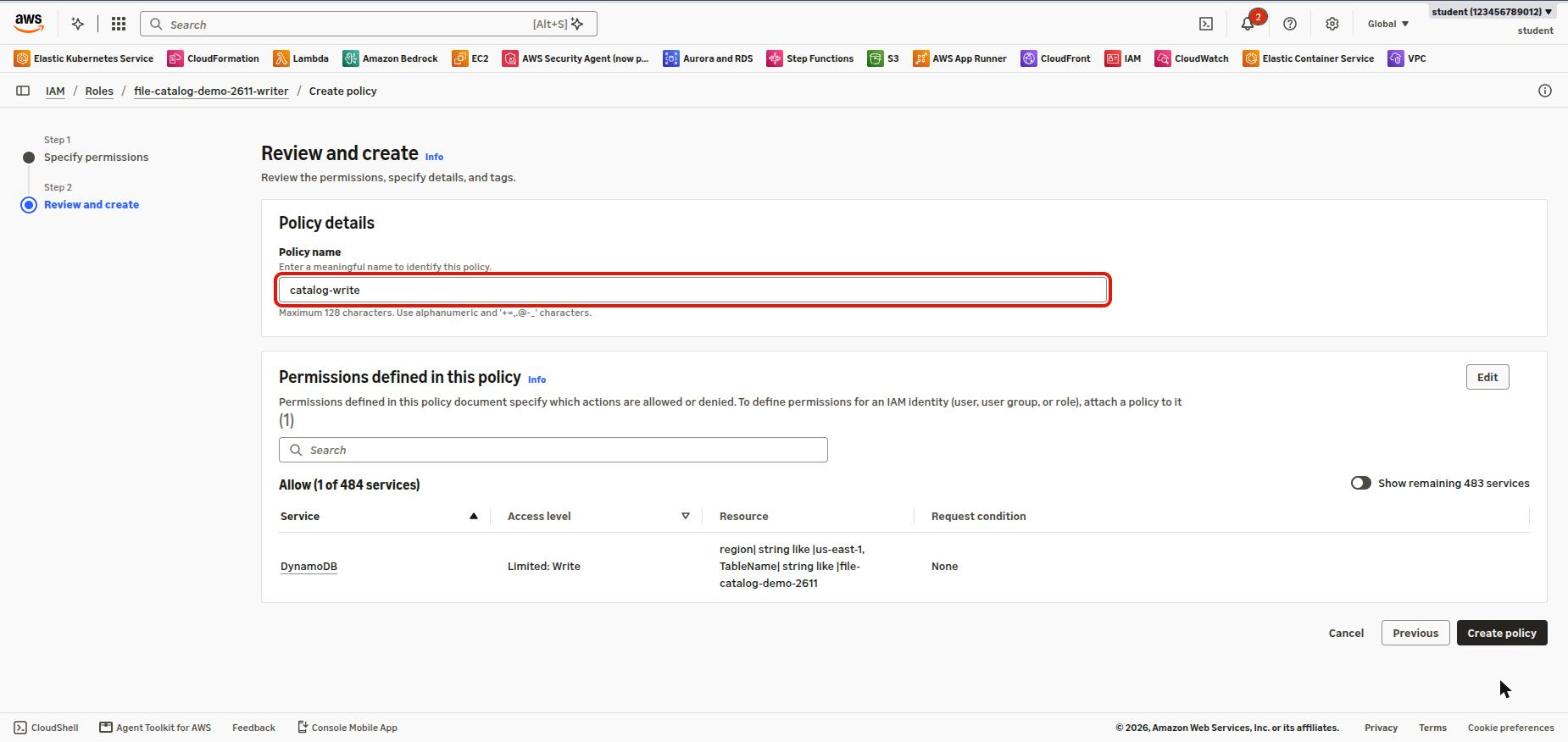 aws
Search [Alt+S]
2
Global
student (123456789012)
student
Elastic Kubernetes Service CloudFormation Lambda Amazon Bedrock EC2 AWS Security Agent (now p... Aurora and RDS Step Functions S3 AWS App Runner CloudFront IAM CloudWatch Elastic Container Service VPC
IAM / Roles / file-catalog-demo-2611-writer / Create policy
Step 1
Specify permissions
Step 2
Review and create
Review and create Info
Review the permissions, specify details, and tags.
Policy details
Policy name
Enter a meaningful name to identify this policy.
catalog-write
Maximum 128 characters. Use alphanumeric and '+=,.@-_' characters.
Permissions defined in this policy Info
Edit
Permissions defined in this policy document specify which actions are allowed or denied. To define permissions for an IAM identity (user, user group, or role), attach a policy to it
(1)
Search
Allow (1 of 484 services)
Show remaining 483 services
Service Access level Resource Request condition
DynamoDB Limited: Write region| string like |us-east-1,
TableName| string like |file-
catalog-demo-2611 None
Cancel Previous Create policy
CloudShell Agent Toolkit for AWS Feedback Console Mobile App
© 2026, Amazon Web Services, Inc. or its affiliates. Privacy Terms Cookie preferences